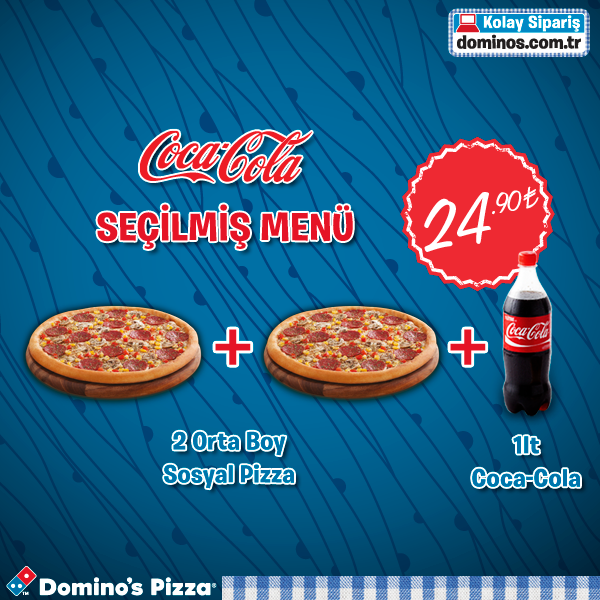 Kolay Sipariş
dominos.com.tr
Coca-Cola
SEÇİLMİŞ MENÜ
24.90₺
+
+
Coca-Cola
2 Orta Boy
Sosyal Pizza
1lt
Coca-Cola
Domino's Pizza®